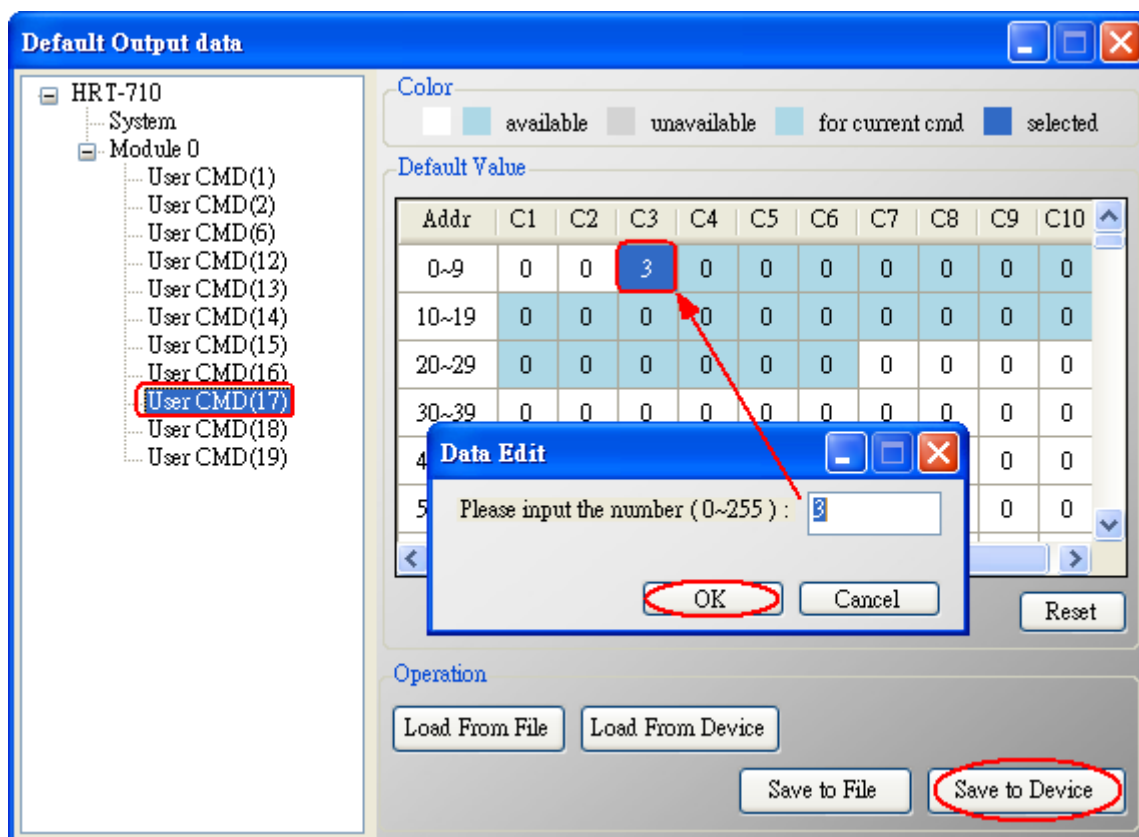 Default Output data
HRT-710
System
Module 0
User CMD(1)
User CMD(2)
User CMD(6)
User CMD(12)
User CMD(13)
User CMD(14)
User CMD(15)
User CMD(16)
User CMD(17)
User CMD(18)
User CMD(19)
Color
available unavailable for current cmd selected
Default Value
Addr C1 C2 C3 C4 C5 C6 C7 C8 C9 C10
0~9 0 0 3 0 0 0 0 0 0 0
10~19 0 0 0 0 0 0 0 0 0 0
20~29 0 0 0 0 0 0 0 0 0 0
30~39 0 0 0 0 0 0 0 0 0 0
4 0 0
5 0 0
Data Edit
Please input the number ( 0~255 ) : 3
OK Cancel
Reset
Operation
Load From File Load From Device
Save to File Save to Device